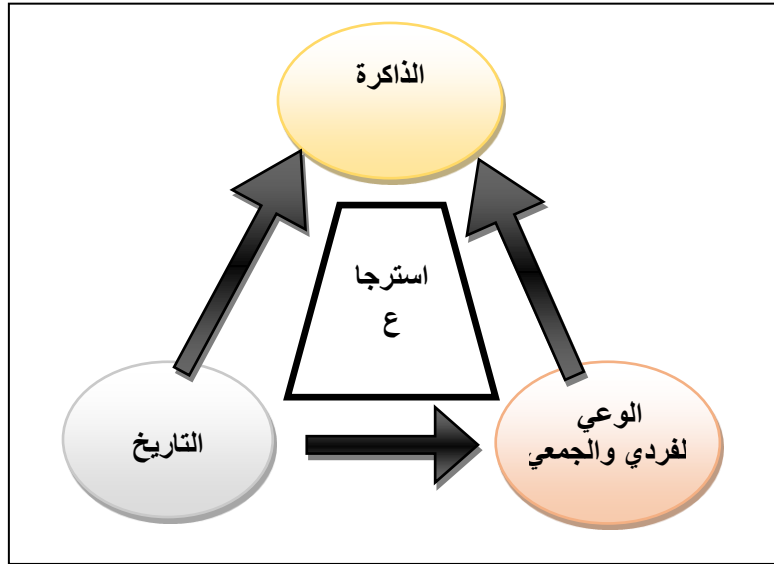 الذاكرة
استرجا
ع
التاريخ
الوعي
لفردي والجمعي